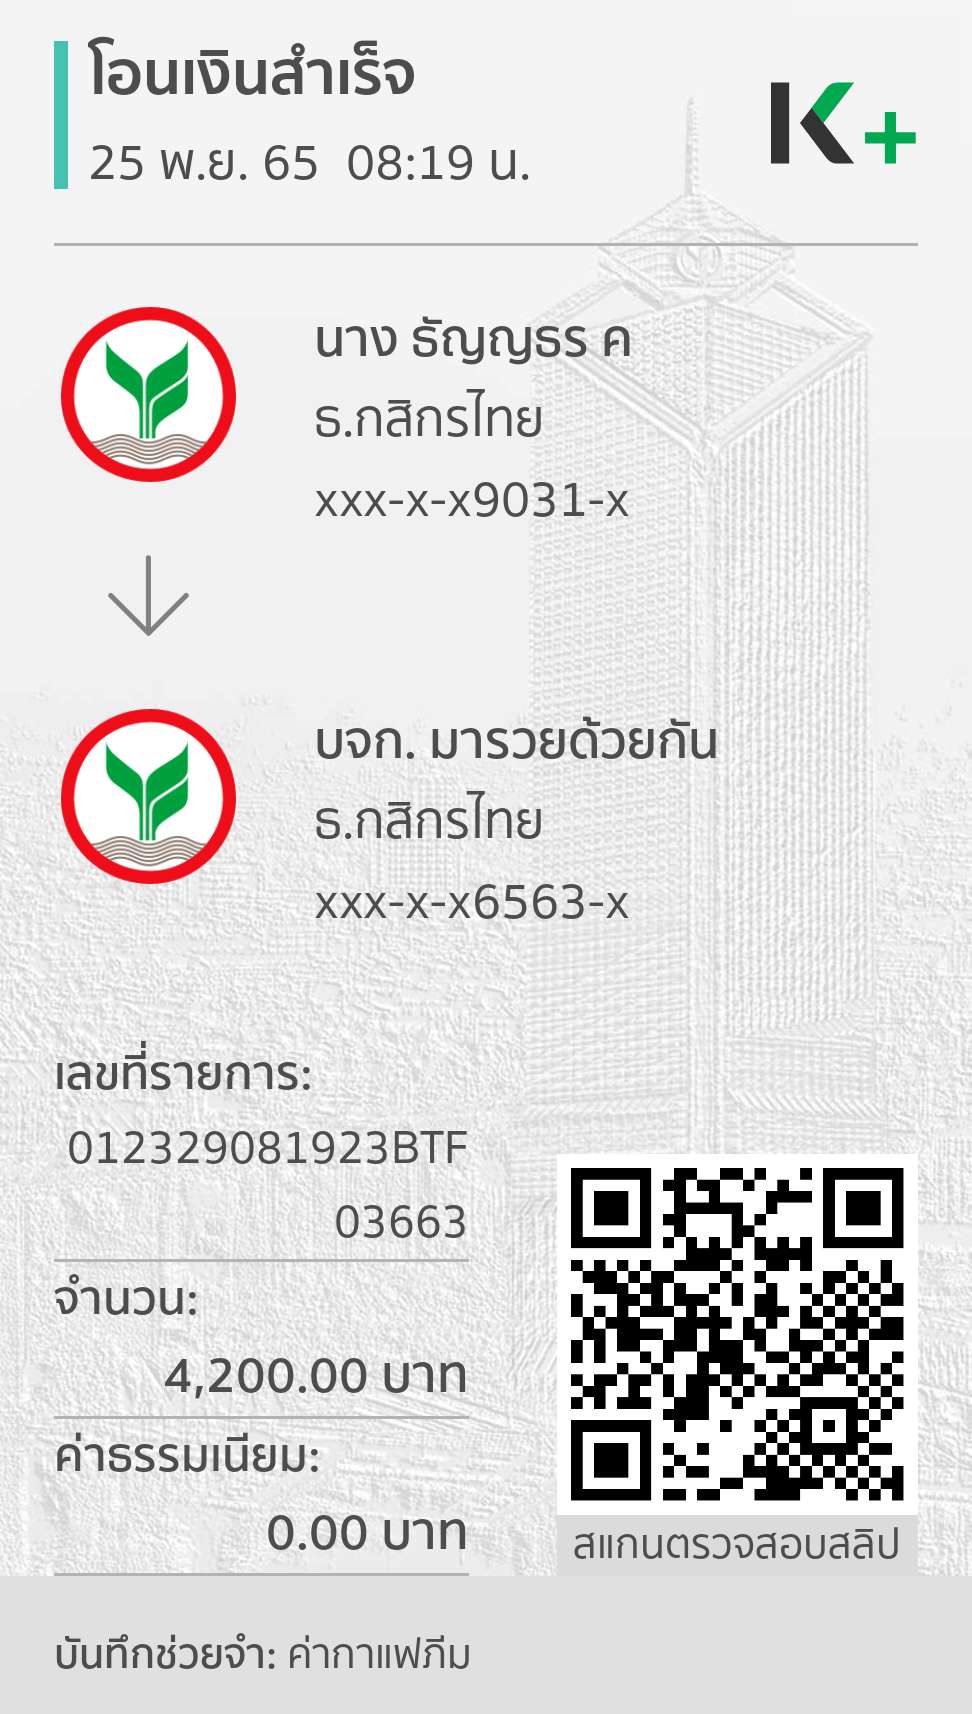 โอนเงินสำเร็จ
25 พ.ย. 65 08:19 น.
K+
นาง ธัญญธร ค
ธ.กสิกรไทย
xxx-x-x9031-x
บจก. มารวยด้วยกัน
ธ.กสิกรไทย
xxx-x-x6563-x
เลขที่รายการ:
012329081923BTF
03663
จำนวน:
4,200.00 บาท
ค่าธรรมเนียม:
0.00 บาท
สแกนตรวจสอบสลิป
บันทึกช่วยจำ: ค่ากาแฟภีม